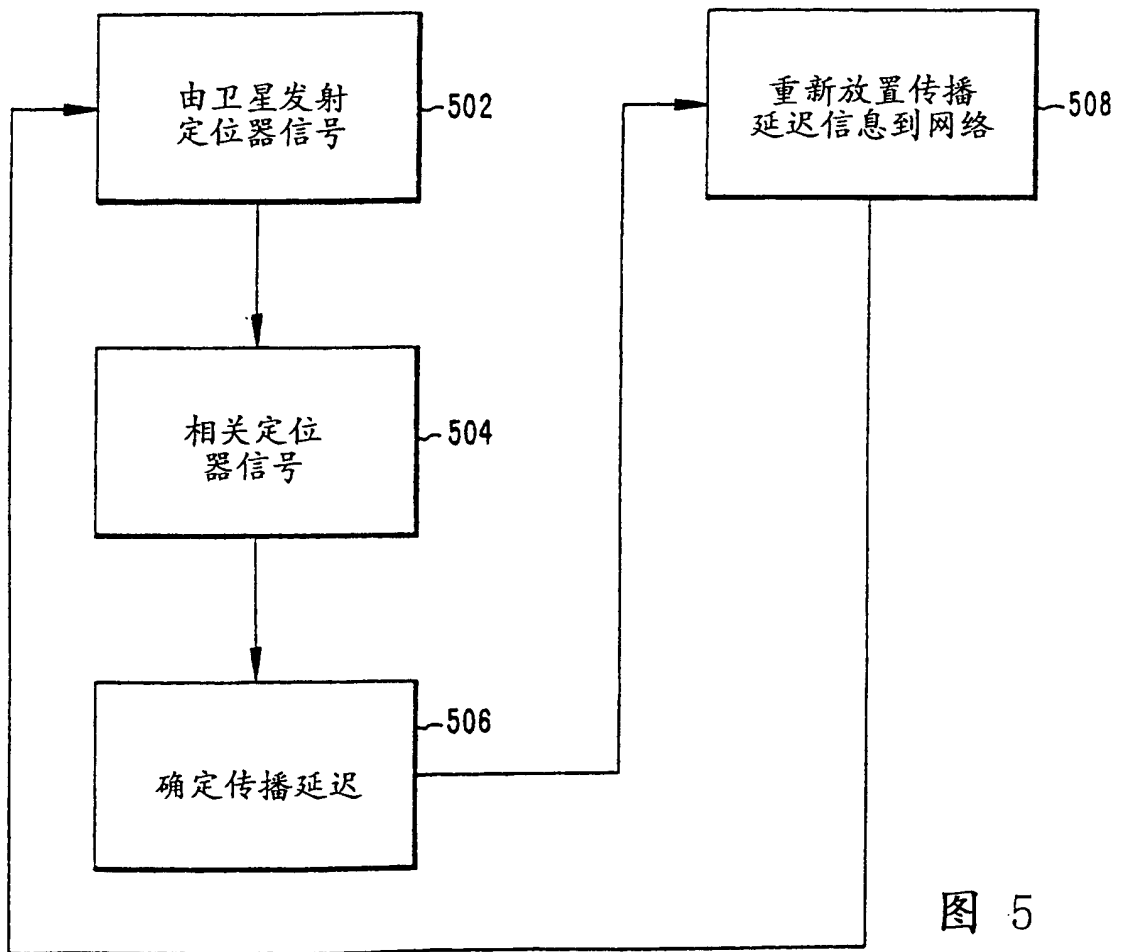 由卫星发射
定位器信号
502
相关定位
器信号
504
确定传播延迟
506
重新放置传播
延迟信息到网络
508
图 5